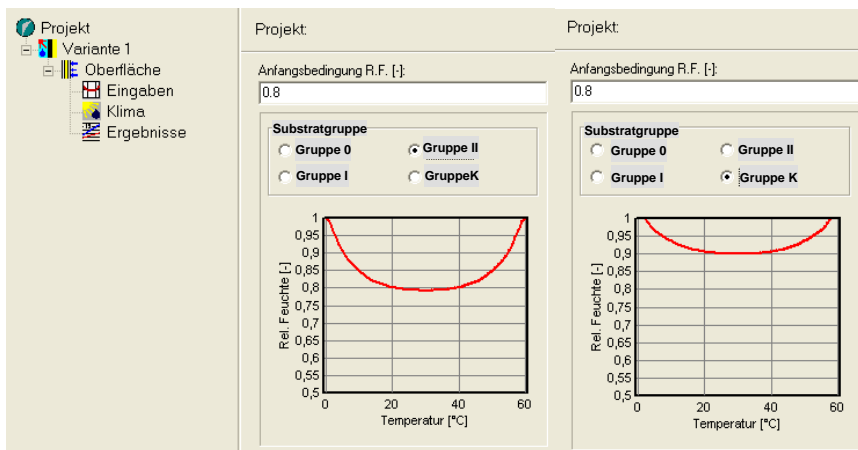 Projekt
Variante 1
Oberfläche
Eingaben
Klima
Ergebnisse
Projekt:
Anfangsbedingung R.F. [-]:
0.8
Substratgruppe
Gruppe 0
Gruppe II
Gruppe I
GruppeK
1
0,95
0,9
0,85
0,8
0,75
0,7
0,65
0,6
0,55
0,5
Rel. Feuchte [-]
0 20 40 60
Temperatur [°C]
Projekt:
Anfangsbedingung R.F. [-]:
0.8
Substratgruppe
Gruppe 0
Gruppe II
Gruppe I
Gruppe K
1
0,95
0,9
0,85
0,8
0,75
0,7
0,65
0,6
0,55
0,5
Rel. Feuchte [-]
0 20 40 60
Temperatur [°C]